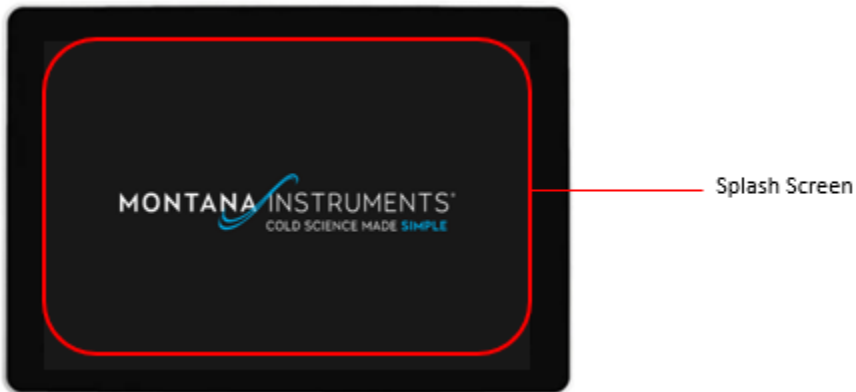 MONTANA INSTRUMENTS®
COLD SCIENCE MADE SIMPLE
Splash Screen